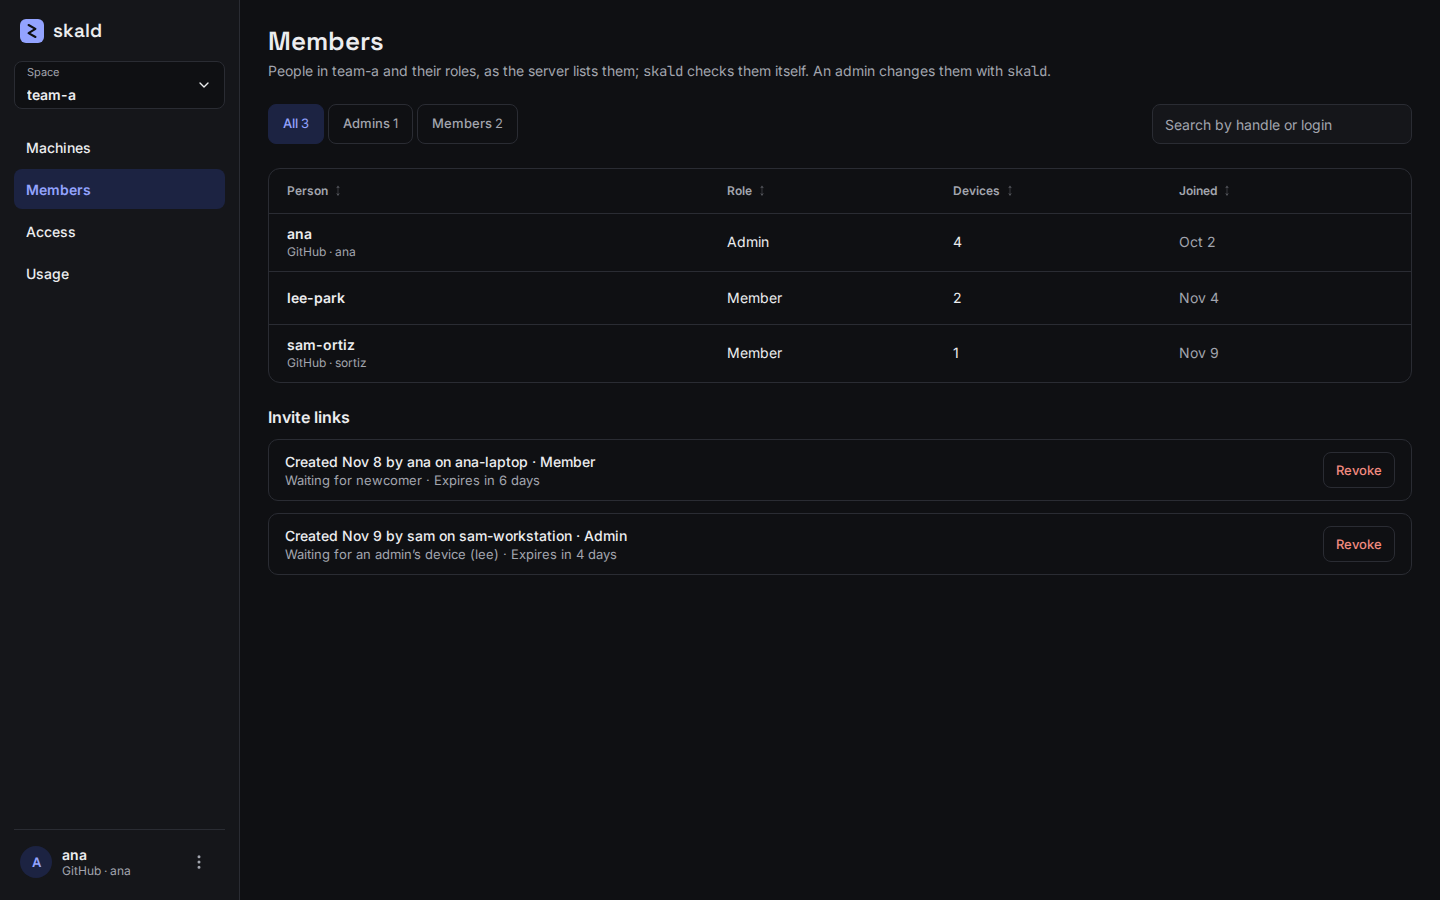 skald
Space
team-a
Machines
Members
Access
Usage
A
ana
GitHub · ana
Members
People in team-a and their roles, as the server lists them; skald checks them itself. An admin changes them with skald.
All 3
Admins 1
Members 2
Search by handle or login
Person Role Devices Joined
ana
GitHub · ana
Admin 4 Oct 2
lee-park Member 2 Nov 4
sam-ortiz
GitHub · sortiz
Member 1 Nov 9
Invite links
Created Nov 8 by ana on ana-laptop · Member
Waiting for newcomer · Expires in 6 days
Revoke
Created Nov 9 by sam on sam-workstation · Admin
Waiting for an admin’s device (lee) · Expires in 4 days
Revoke